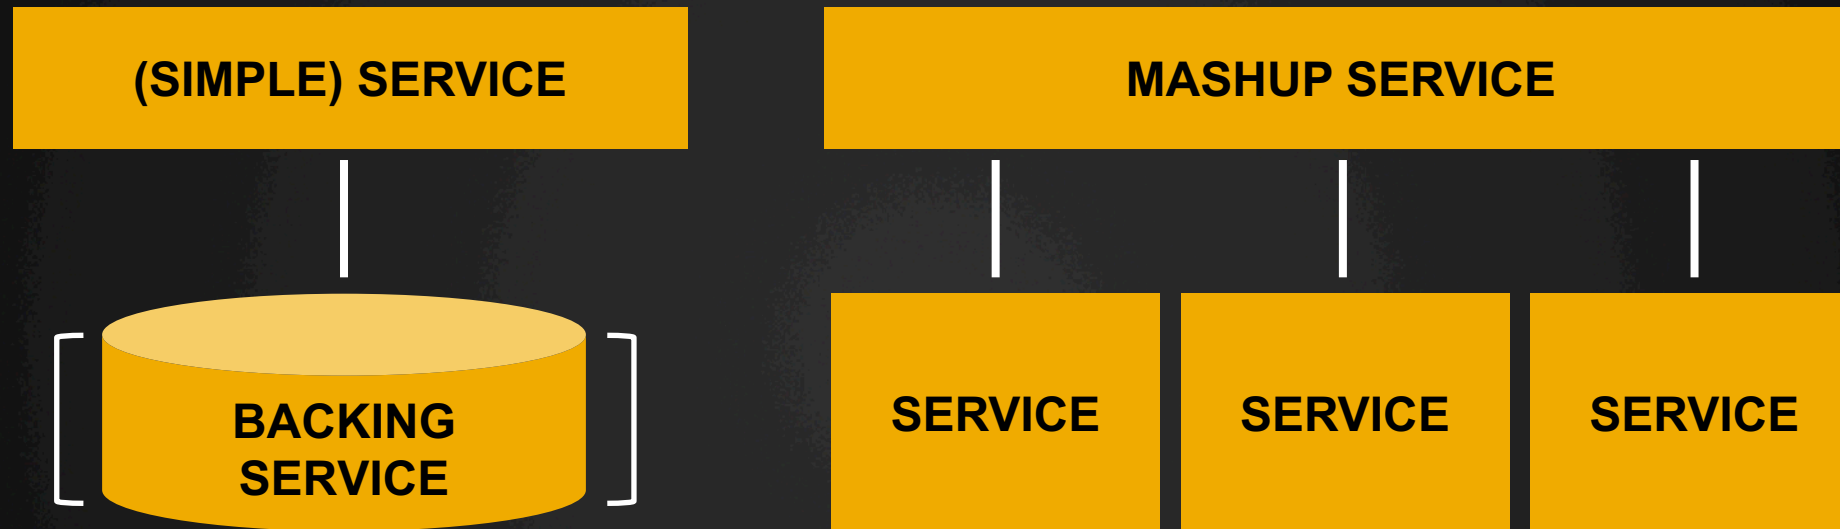 (SIMPLE) SERVICE
MASHUP SERVICE
BACKING
SERVICE
SERVICE
SERVICE
SERVICE